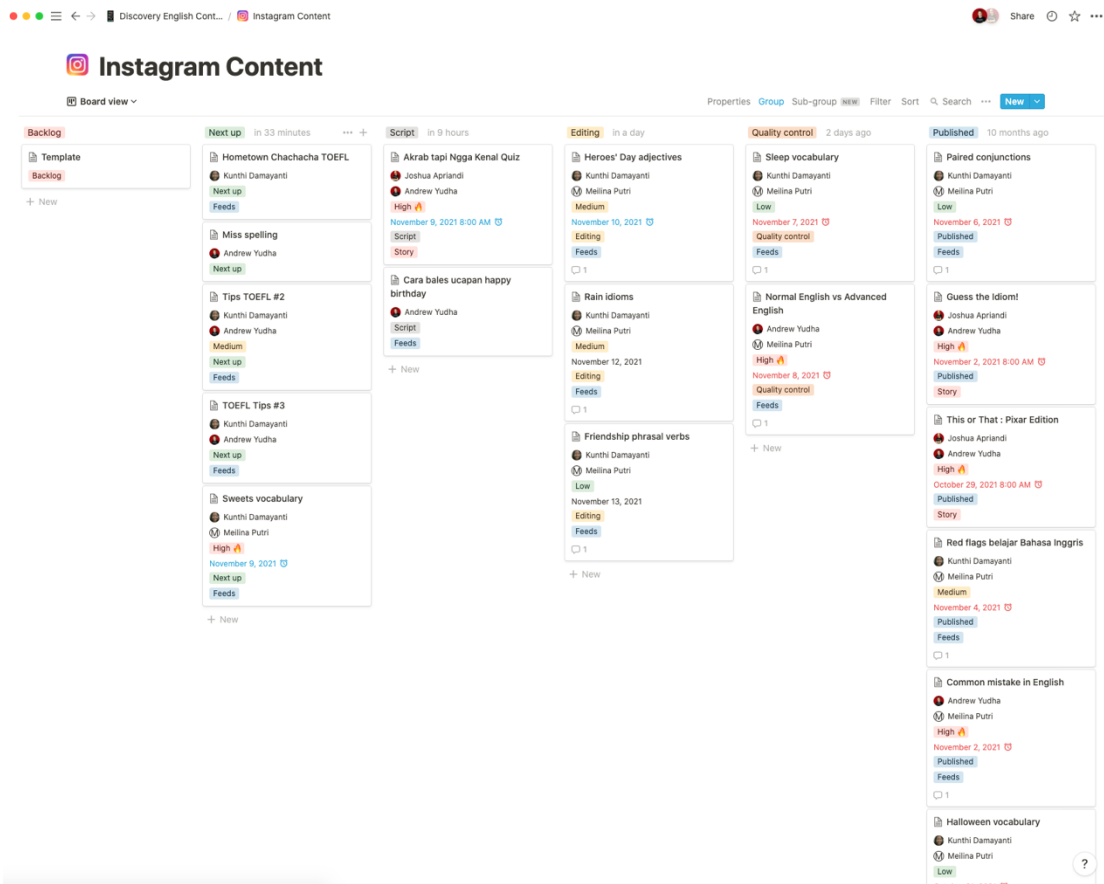 Discovery English Cont... / Instagram Content
Share
Instagram Content
Board view
Properties Group Sub-group NEW Filter Sort Search New
Backlog
Template
Backlog
+ New
Next up in 33 minutes
Hometown Chachacha TOEFL
Kunthi Damayanti
Next up
Feeds
Miss spelling
Andrew Yudha
Next up
Tips TOEFL #2
Kunthi Damayanti
Andrew Yudha
Medium
Next up
Feeds
TOEFL Tips #3
Kunthi Damayanti
Andrew Yudha
Next up
Feeds
Sweets vocabulary
Kunthi Damayanti
M Meilina Putri
High 🔥
November 9, 2021
Next up
Feeds
+ New
Script in 9 hours
Akrab tapi Ngga Kenal Quiz
Joshua Apriandi
Andrew Yudha
High 🔥
November 9, 2021 8:00 AM
Script
Story
Cara bales ucapan happy
birthday
Andrew Yudha
Script
Feeds
+ New
Editing in a day
Heroes' Day adjectives
Kunthi Damayanti
M Meilina Putri
Medium
November 10, 2021
Editing
Feeds
1
Rain idioms
Kunthi Damayanti
M Meilina Putri
Medium
November 12, 2021
Editing
Feeds
1
Friendship phrasal verbs
Kunthi Damayanti
M Meilina Putri
Low
November 13, 2021
Editing
Feeds
1
+ New
Quality control 2 days ago
Sleep vocabulary
Kunthi Damayanti
M Meilina Putri
Low
November 7, 2021
Quality control
Feeds
1
Normal English vs Advanced
English
Andrew Yudha
M Meilina Putri
High 🔥
November 8, 2021
Quality control
Feeds
1
+ New
Published 10 months ago
Paired conjunctions
Kunthi Damayanti
M Meilina Putri
Low
November 6, 2021
Published
Feeds
1
Guess the Idiom!
Joshua Apriandi
Andrew Yudha
High 🔥
November 2, 2021 8:00 AM
Published
Story
This or That : Pixar Edition
Joshua Apriandi
Andrew Yudha
High 🔥
October 29, 2021 8:00 AM
Published
Story
Red flags belajar Bahasa Inggris
Kunthi Damayanti
M Meilina Putri
Medium
November 4, 2021
Published
Feeds
1
Common mistake in English
Andrew Yudha
M Meilina Putri
High 🔥
November 2, 2021
Published
Feeds
1
Halloween vocabulary
Kunthi Damayanti
M Meilina Putri
Low
?